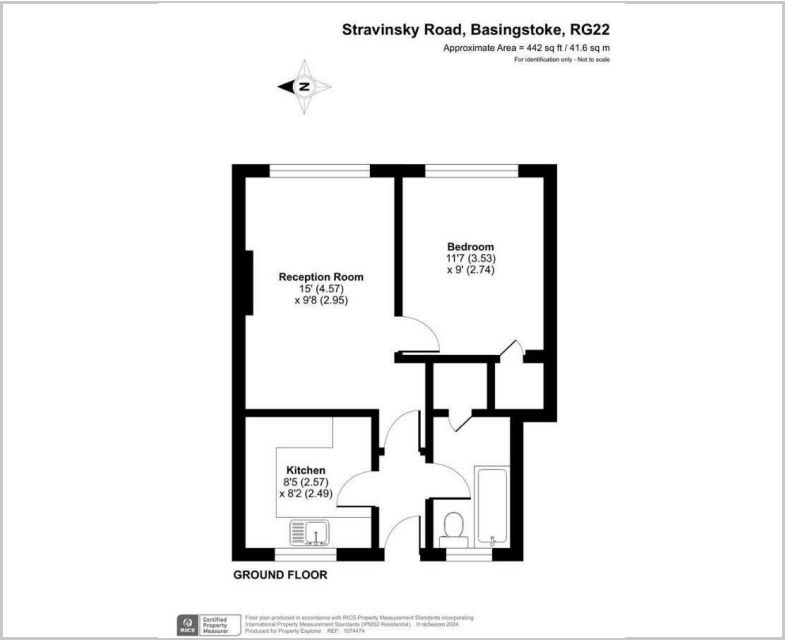 Stravinsky Road, Basingstoke, RG22
Approximate Area = 442 sq ft / 41.6 sq m
For identification only - Not to scale
N
Bedroom
11'7 (3.53)
x 9' (2.74)
Reception Room
15' (4.57)
x 9'8 (2.95)
Kitchen
8'5 (2.57)
x 8'2 (2.49)
GROUND FLOOR
RICS
Certified
Property
Measurer
Floor plan produced in accordance with RICS Property Measurement Standards incorporating
International Property Measurement Standards (IPMS2 Residential). © nichecom 2024.
Produced for Property Explorer. REF: 1074474